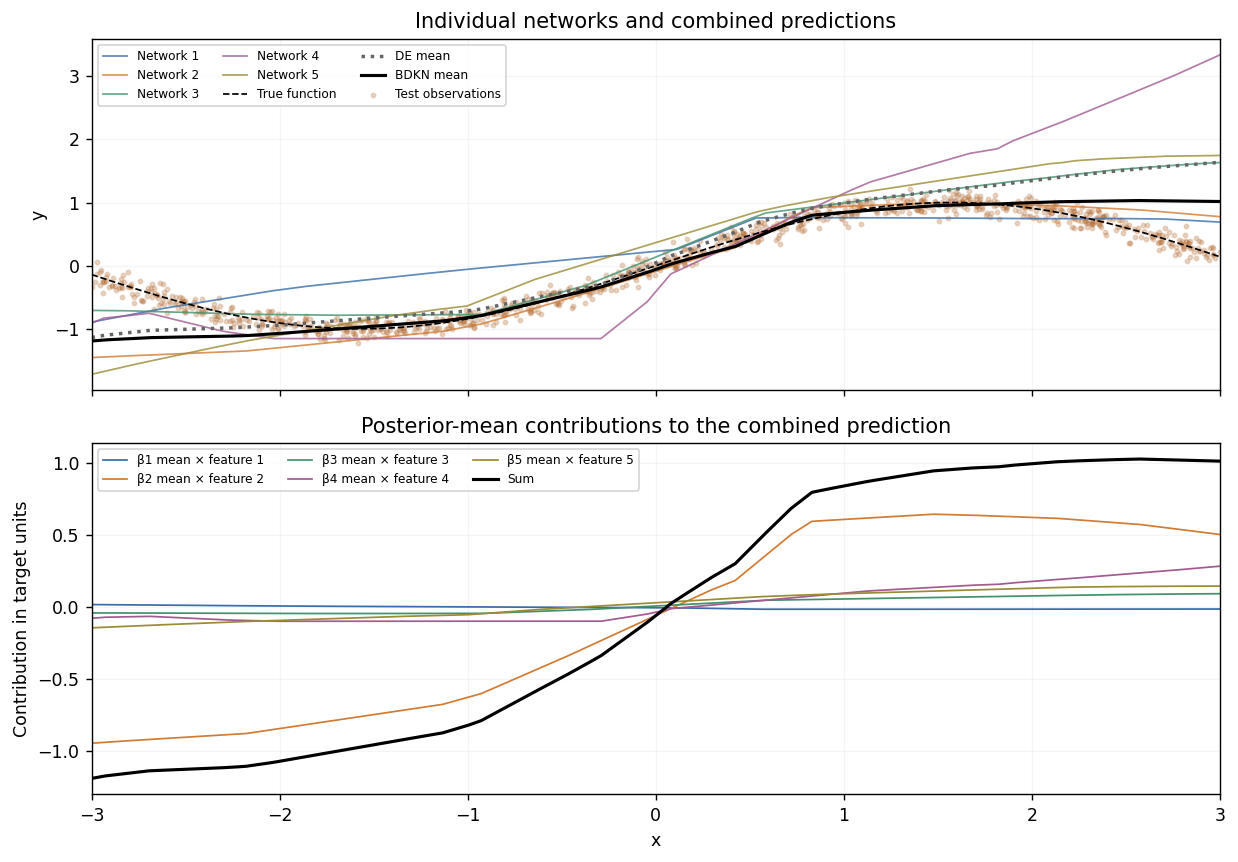 Individual networks and combined predictions
Network 1
Network 2
Network 3
Network 4
Network 5
True function
DE mean
BDKN mean
Test observations
y
3
2
1
0
−1
Posterior-mean contributions to the combined prediction
β1 mean × feature 1
β2 mean × feature 2
β3 mean × feature 3
β4 mean × feature 4
β5 mean × feature 5
Sum
Contribution in target units
1.0
0.5
0.0
−0.5
−1.0
−3 −2 −1 0 1 2 3
x